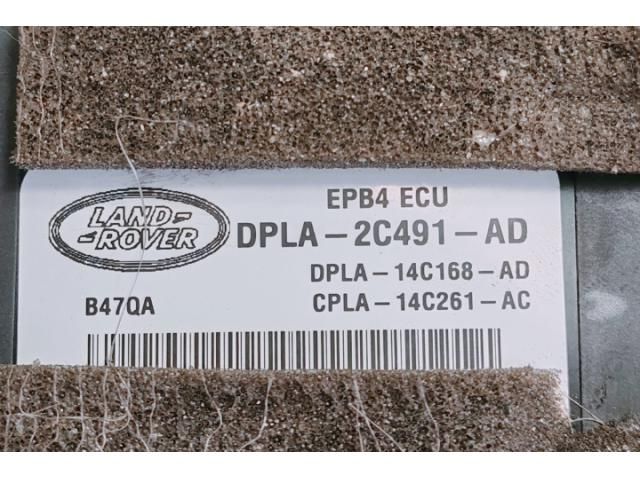 EPB4 ECU
LAND-
-ROVER
DPLA-2C491-AD
DPLA-14C168-AD
B47QA CPLA-14C261-AC